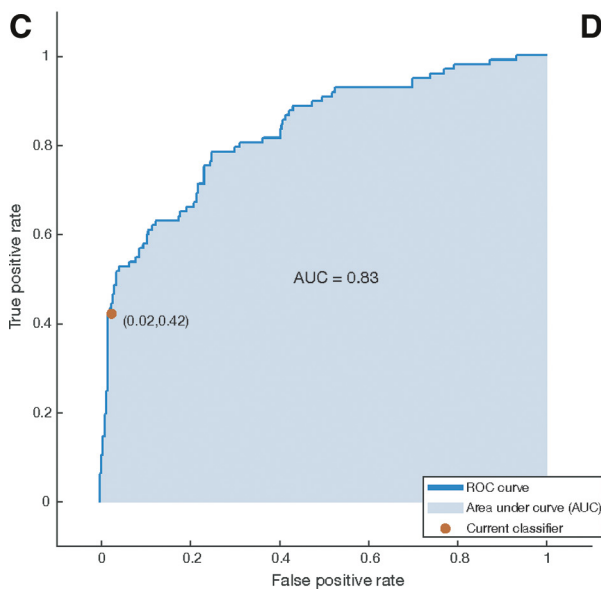 C
D
1
0.8
0.6
0.4
0.2
0
True positive rate
AUC = 0.83
(0.02,0.42)
ROC curve
Area under curve (AUC)
Current classifier
0
0.2
0.4
0.6
0.8
1
False positive rate